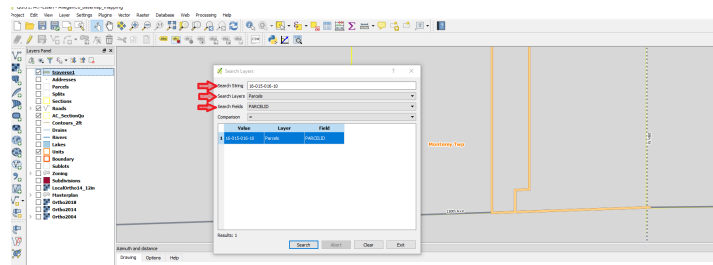 Project Edit View Layer Settings Plugins Vector Raster Database Web Processing Help
Layers Panel
Traverse1
Addresses
Parcels
Splits
Sections
Roads
AC_SectionQu
Contours_2ft
Drains
Rivers
Lakes
Units
Boundary
Sublots
Zoning
Subdivisions
LocalOrtho14_12in
Masterplan
Ortho2018
Ortho2014
Ortho2004
Search Layers
? ×
Search String 16-015-016-10
Search Layers Parcels
Search Fields PARCELID
Comparison =
Value Layer Field
1 16-015-016-10 Parcels PARCELID
Results: 1
Search Abort Clear Exit
Monterey Twp
Azimuth and distance
Drawing Options Help